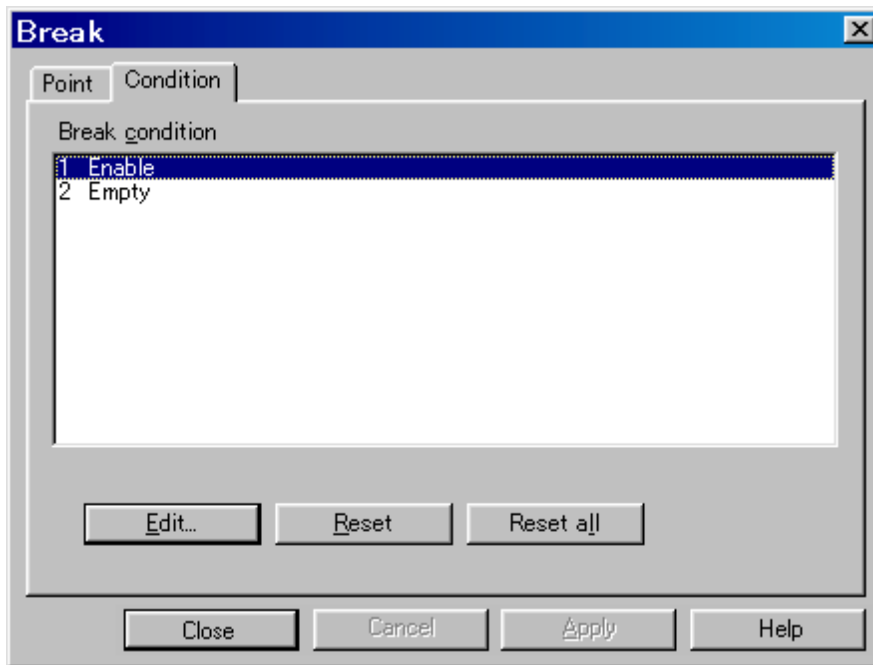 Break
Point Condition
Break condition
1 Enable
2 Empty
Edit... Reset Reset all
Close Cancel Apply Help